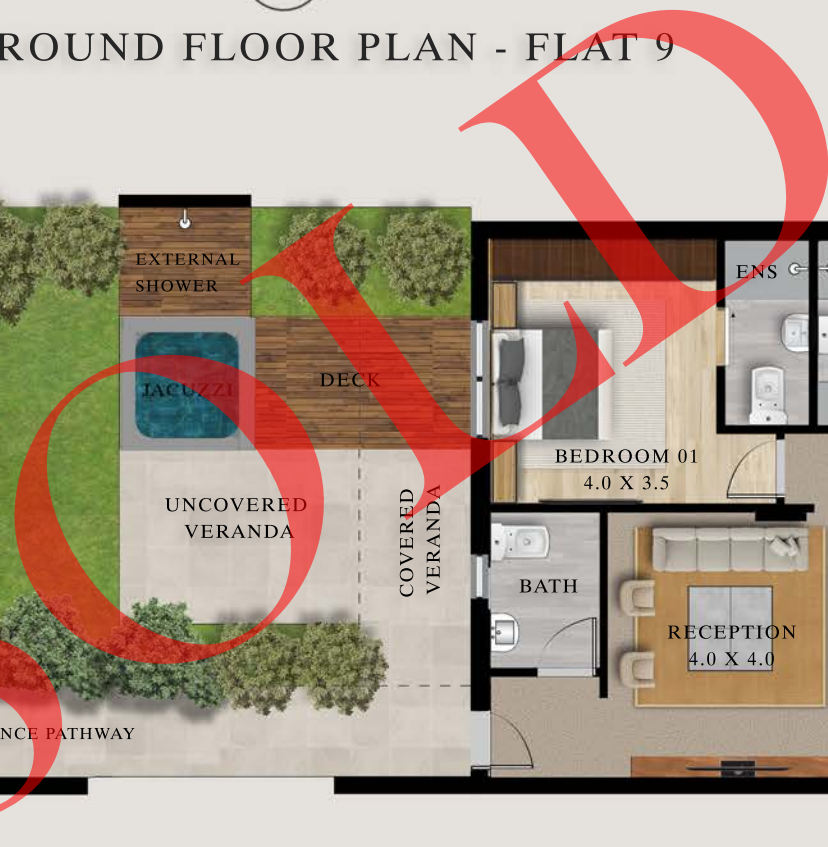 ROUND FLOOR PLAN - FLAT 9
EXTERNAL
SHOWER
ENS
JACUZZI
DECK
BEDROOM 01
4.0 X 3.5
UNCOVERED
VERANDA
COVERED
VERANDA
BATH
RECEPTION
4.0 X 4.0
NCE PATHWAY
SOLD